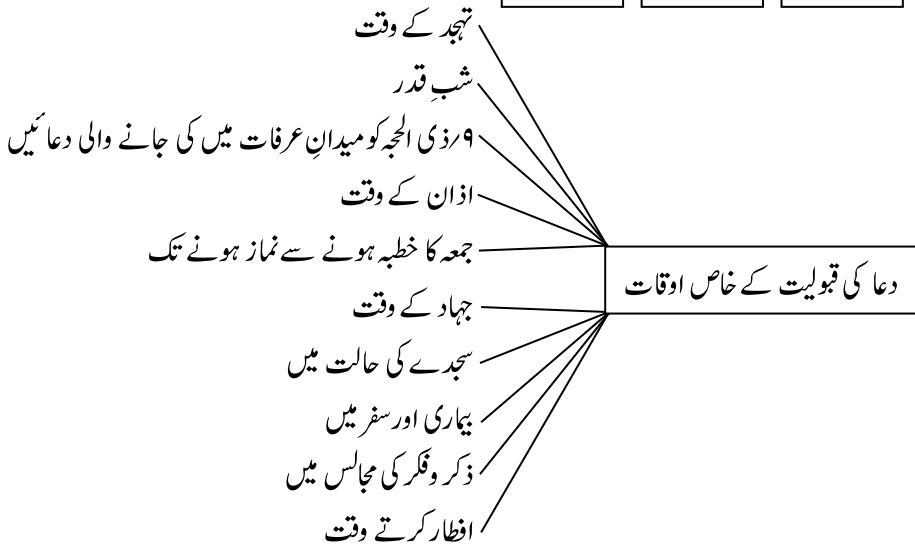 دعا کی قبولیت کے خاص اوقات
تہجد کے وقت
شبِ قدر
۹؍ذی الحجہ کو میدانِ عرفات میں کی جانے والی دعائیں
اذان کے وقت
جمعہ کا خطبہ ہونے سے نماز ہونے تک
جہاد کے وقت
سجدے کی حالت میں
بیماری اور سفر میں
ذکر وفکر کی مجالس میں
افطار کرتے وقت